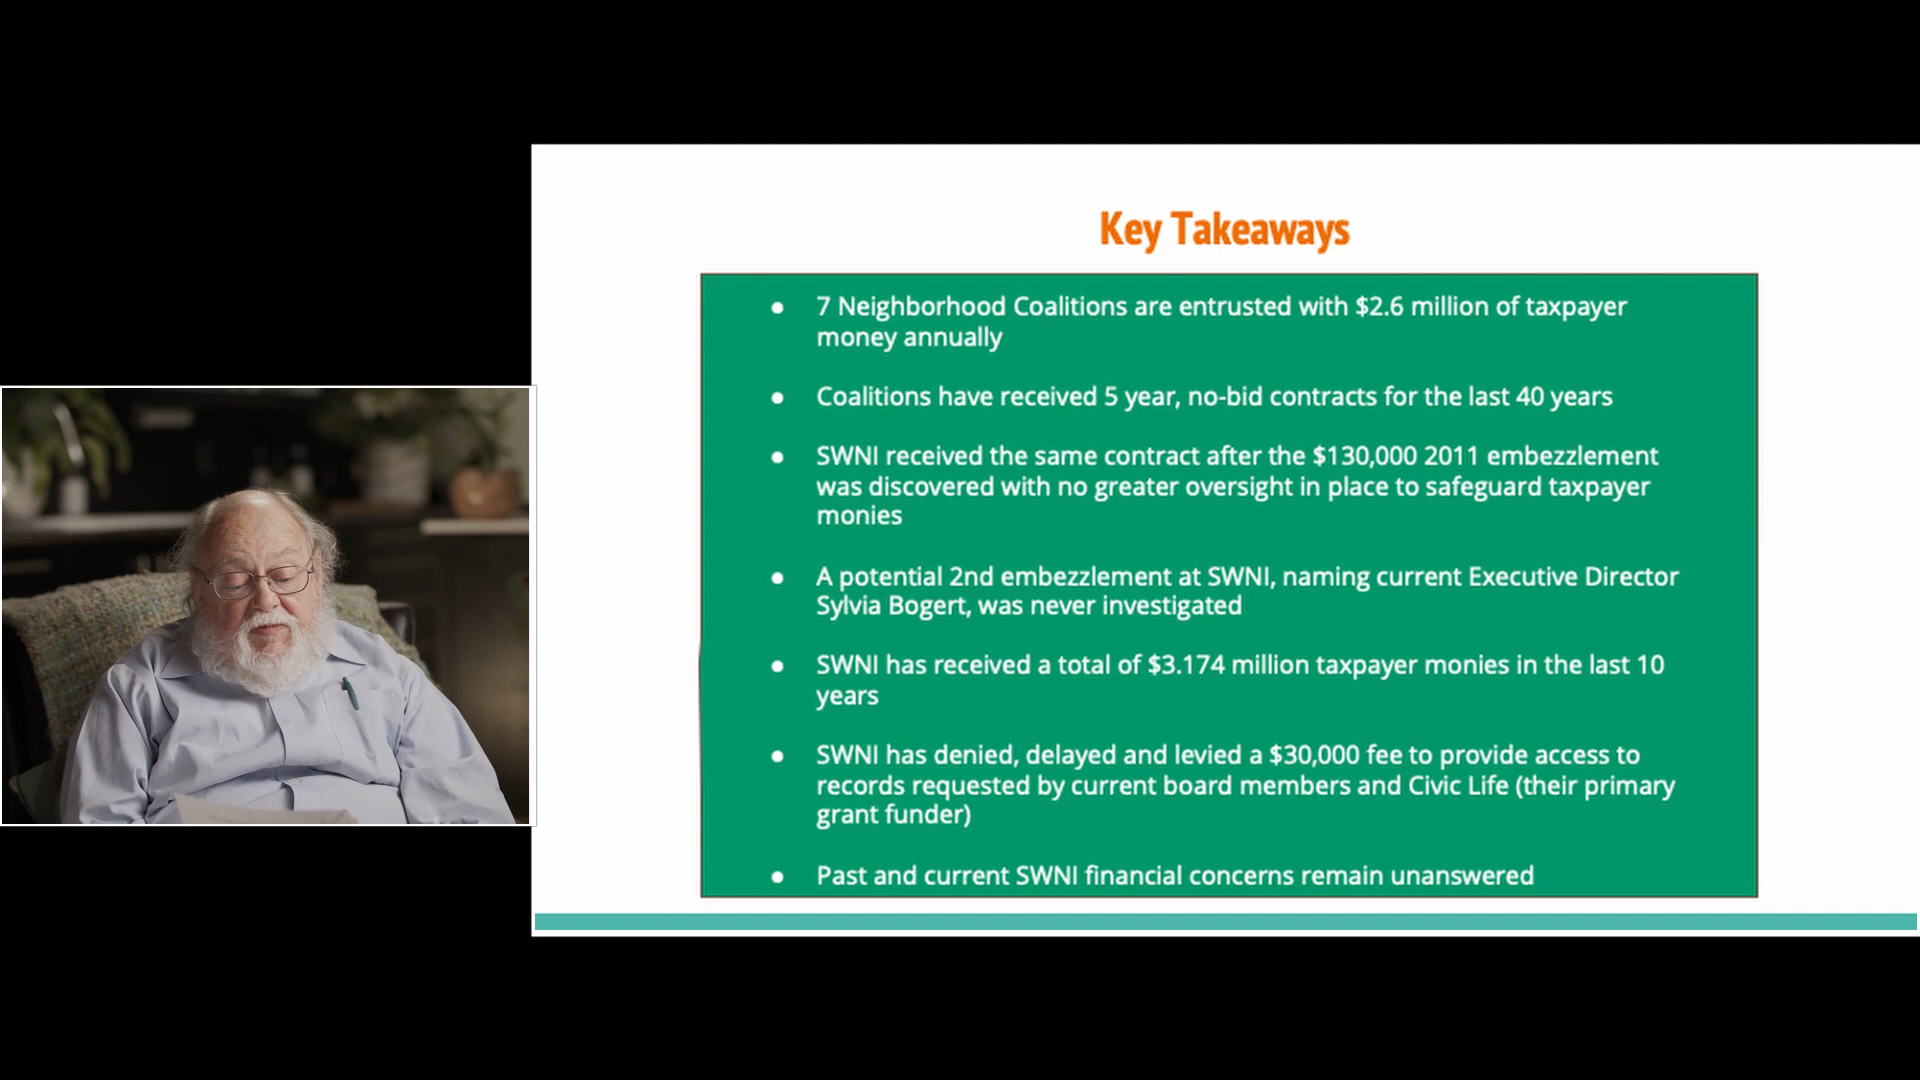 Key Takeaways
● 7 Neighborhood Coalitions are entrusted with $2.6 million of taxpayer
money annually
● Coalitions have received 5 year, no-bid contracts for the last 40 years
● SWNI received the same contract after the $130,000 2011 embezzlement
was discovered with no greater oversight in place to safeguard taxpayer
monies
● A potential 2nd embezzlement at SWNI, naming current Executive Director
Sylvia Bogert, was never investigated
● SWNI has received a total of $3.174 million taxpayer monies in the last 10
years
● SWNI has denied, delayed and levied a $30,000 fee to provide access to
records requested by current board members and Civic Life (their primary
grant funder)
● Past and current SWNI financial concerns remain unanswered